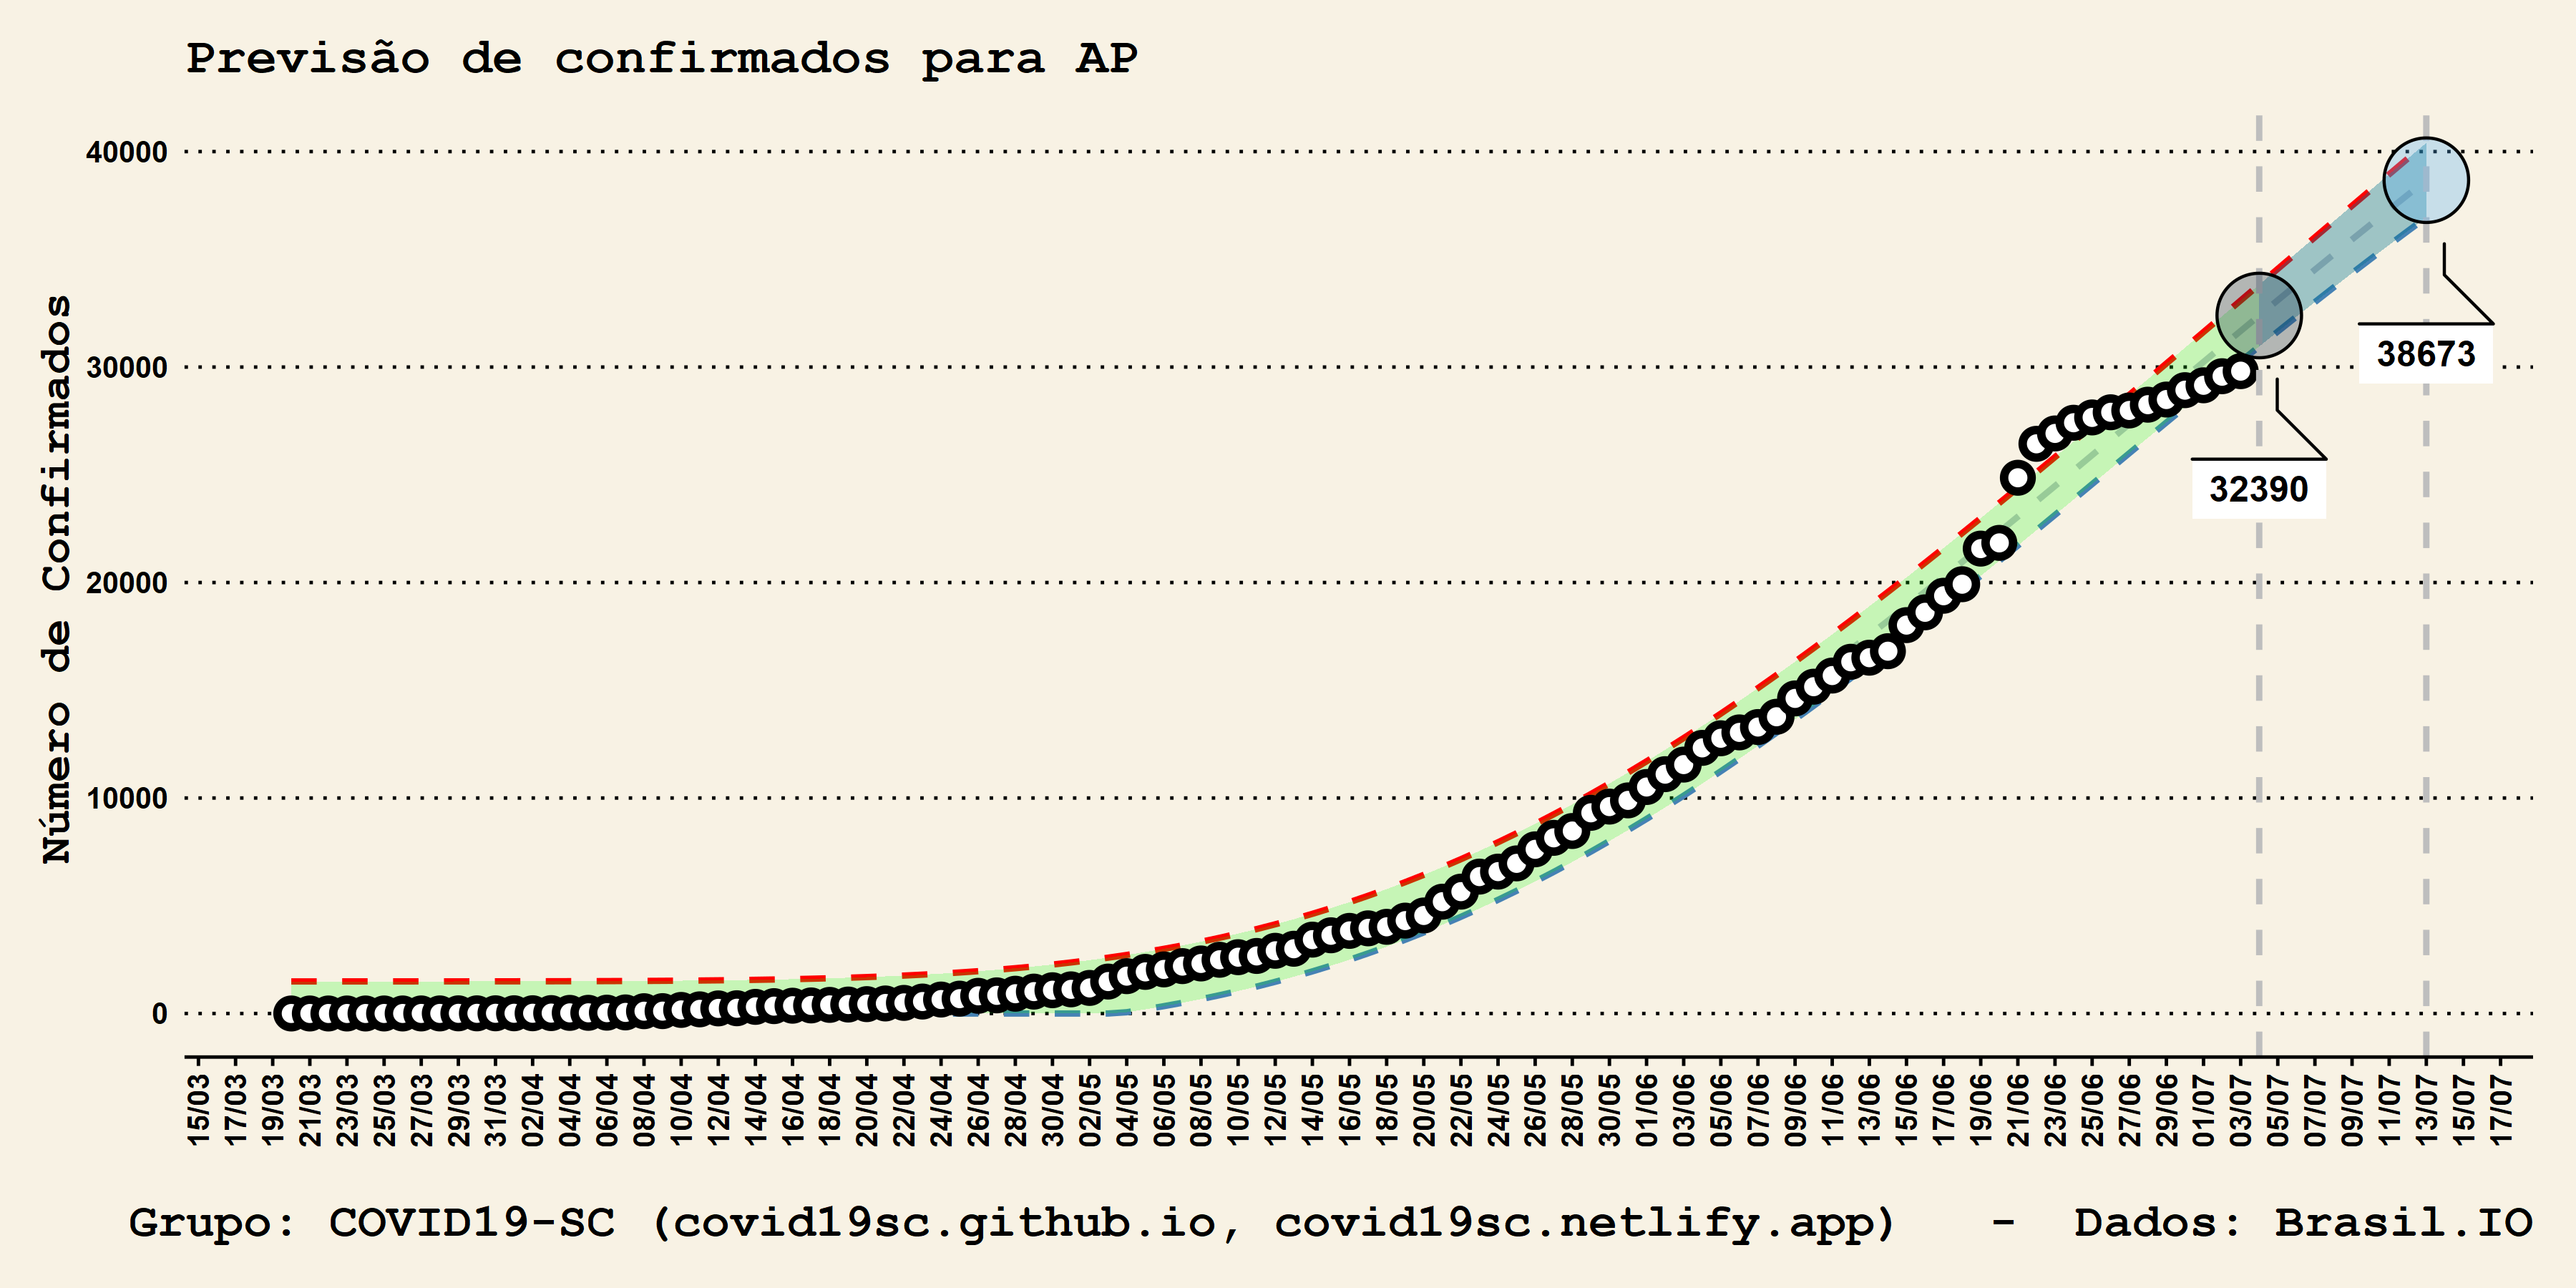 Previsão de confirmados para AP
Número de Confirmados
40000
30000
20000
10000
0
38673
32390
15/03 17/03 19/03 21/03 23/03 25/03 27/03 29/03 31/03 02/04 04/04 06/04 08/04 10/04 12/04 14/04 16/04 18/04 20/04 22/04 24/04 26/04 28/04 30/04 02/05 04/05 06/05 08/05 10/05 12/05 14/05 16/05 18/05 20/05 22/05 24/05 26/05 28/05 30/05 01/06 03/06 05/06 07/06 09/06 11/06 13/06 15/06 17/06 19/06 21/06 23/06 25/06 27/06 29/06 01/07 03/07 05/07 07/07 09/07 11/07 13/07 15/07 17/07
Grupo: COVID19-SC (covid19sc.github.io, covid19sc.netlify.app) - Dados: Brasil.IO